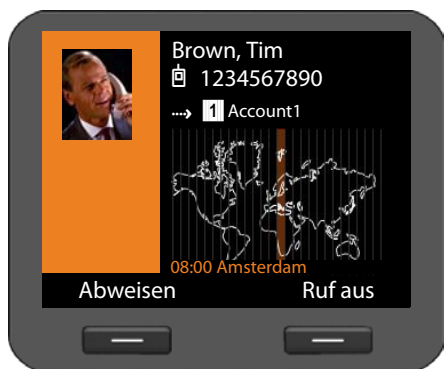 Brown, Tim
1234567890
1 Account1
08:00 Amsterdam
Abweisen Ruf aus